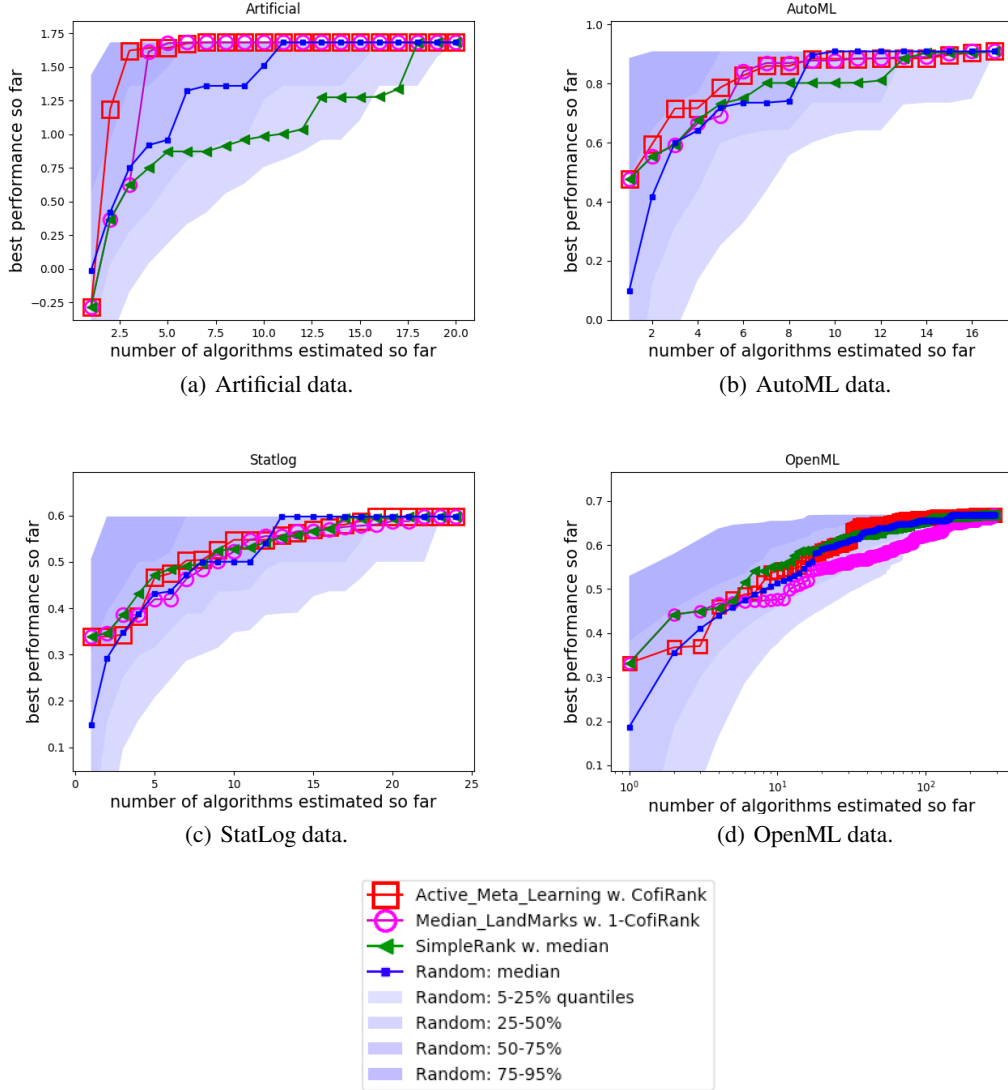 Artificial
best performance so far
1.75
1.50
1.25
1.00
0.75
0.50
0.25
0.00
−0.25
2.5 5.0 7.5 10.0 12.5 15.0 17.5 20.0
number of algorithms estimated so far
(a) Artificial data.
AutoML
best performance so far
1.0
0.8
0.6
0.4
0.2
0.0
2 4 6 8 10 12 14 16
number of algorithms estimated so far
(b) AutoML data.
Statlog
best performance so far
0.6
0.5
0.4
0.3
0.2
0.1
0 5 10 15 20 25
number of algorithms estimated so far
(c) StatLog data.
OpenML
best performance so far
0.7
0.6
0.5
0.4
0.3
0.2
0.1
10⁰ 10¹ 10²
number of algorithms estimated so far
(d) OpenML data.
Active_Meta_Learning w. CofiRank
Median_LandMarks w. 1-CofiRank
SimpleRank w. median
Random: median
Random: 5-25% quantiles
Random: 25-50%
Random: 50-75%
Random: 75-95%